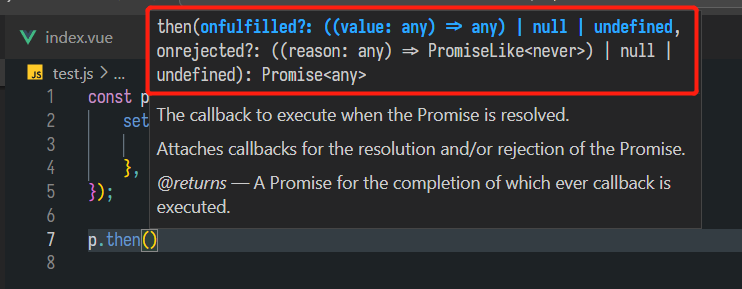 index.vue
then(onfulfilled?: ((value: any) => any) | null | undefined,
onrejected?: ((reason: any) => PromiseLike<never>) | null |
undefined): Promise<any>
JS test.js > ...
1 const p
2 set
The callback to execute when the Promise is resolved.
3
Attaches callbacks for the resolution and/or rejection of the Promise.
4 },
@returns — A Promise for the completion of which ever callback is
executed.
5 });
6
7 p.then()
8